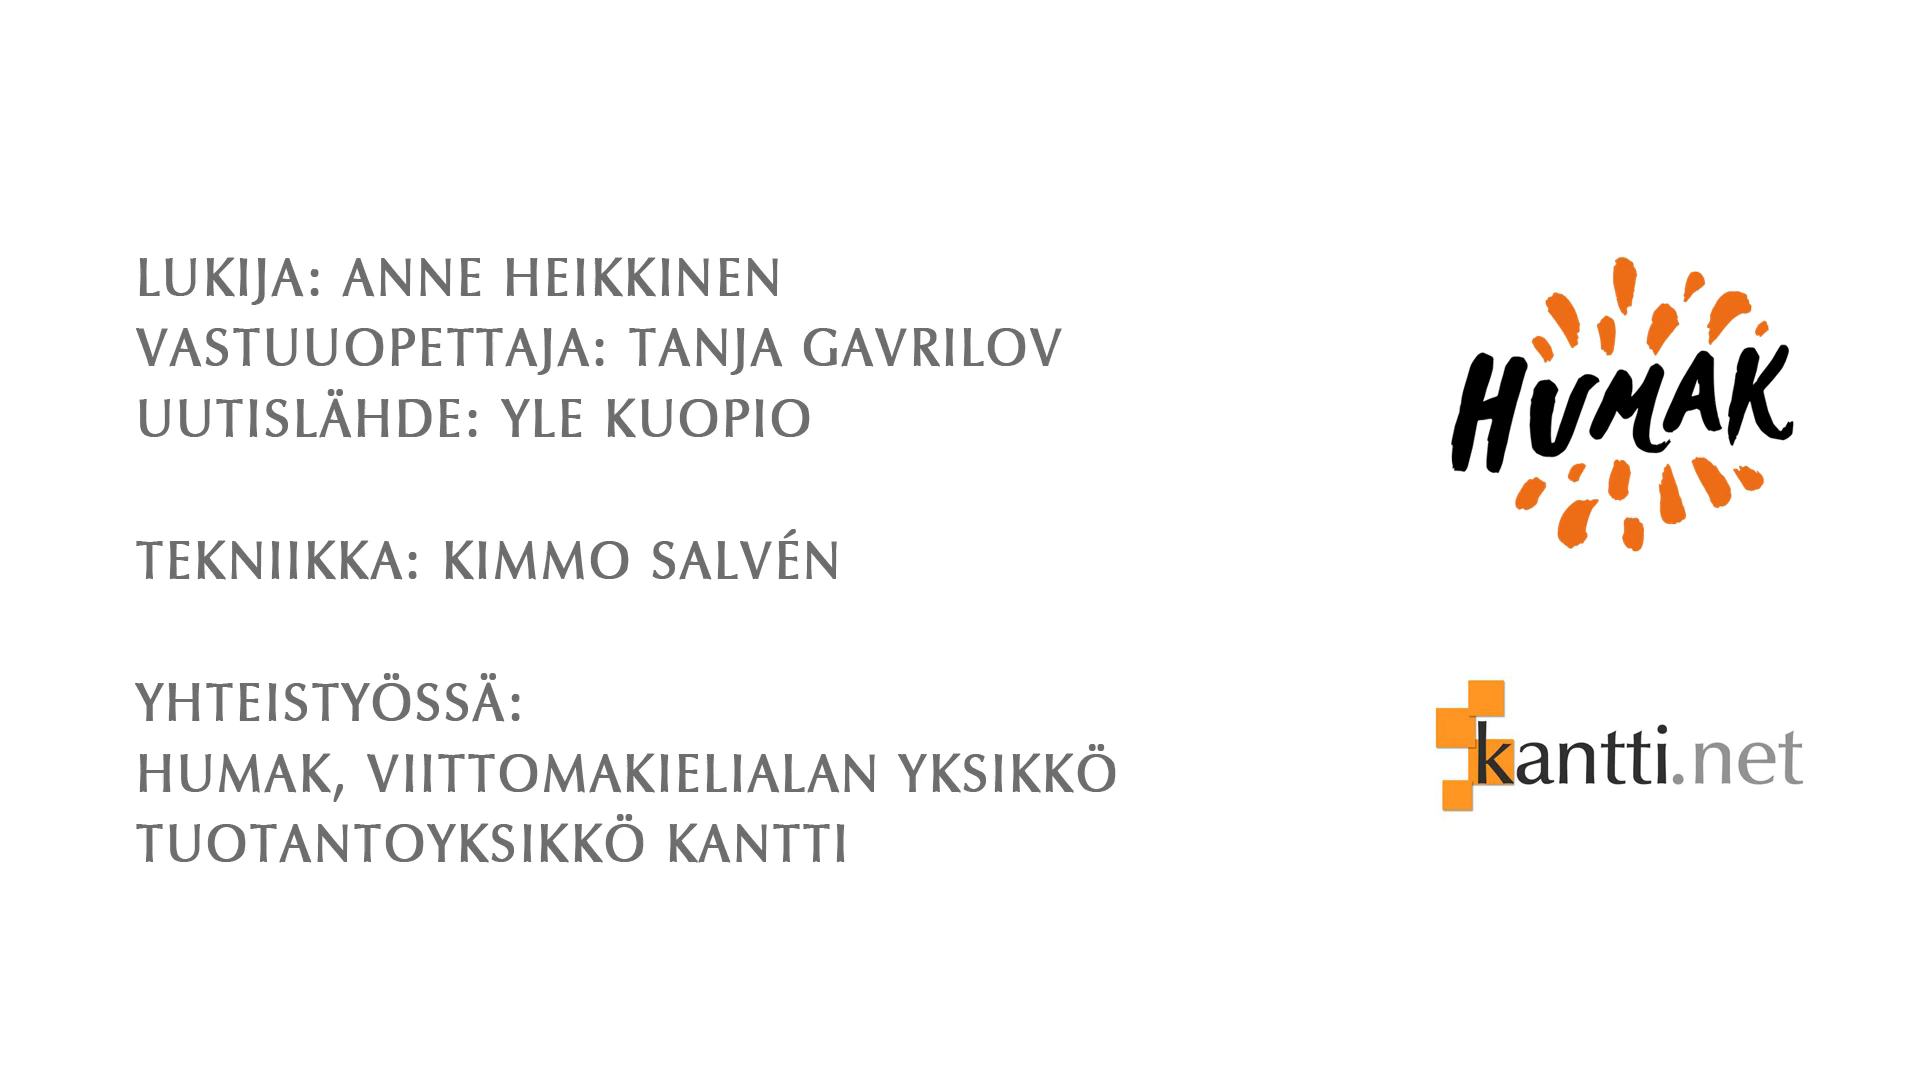 LUKIJA: ANNE HEIKKINEN
VASTUUOPETTAJA: TANJA GAVRILOV
UUTISLÄHDE: YLE KUOPIO
TEKNIIKKA: KIMMO SALVÉN
YHTEISTYÖSSÄ:
HUMAK, VIITTOMAKIELIALAN YKSIKKÖ
TUOTANTOYKSIKKÖ KANTTI
HUMAK
kantti.net